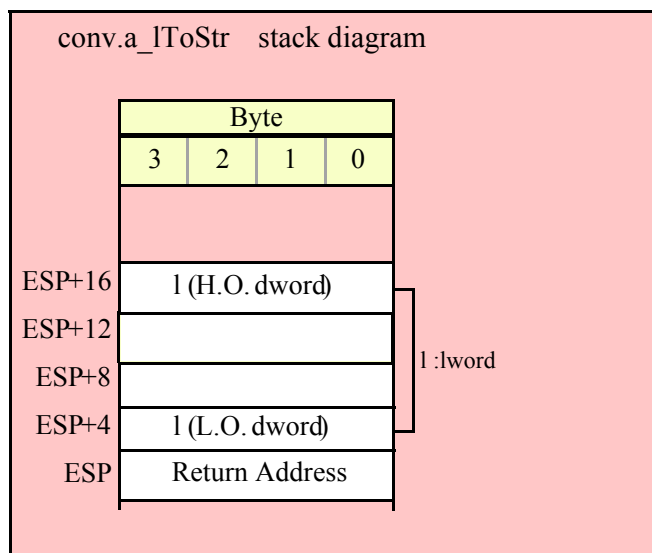 conv.a_lToStr stack diagram
Byte
3 2 1 0
ESP+16 l (H.O. dword)
ESP+12
l :lword
ESP+8
ESP+4 l (L.O. dword)
ESP Return Address